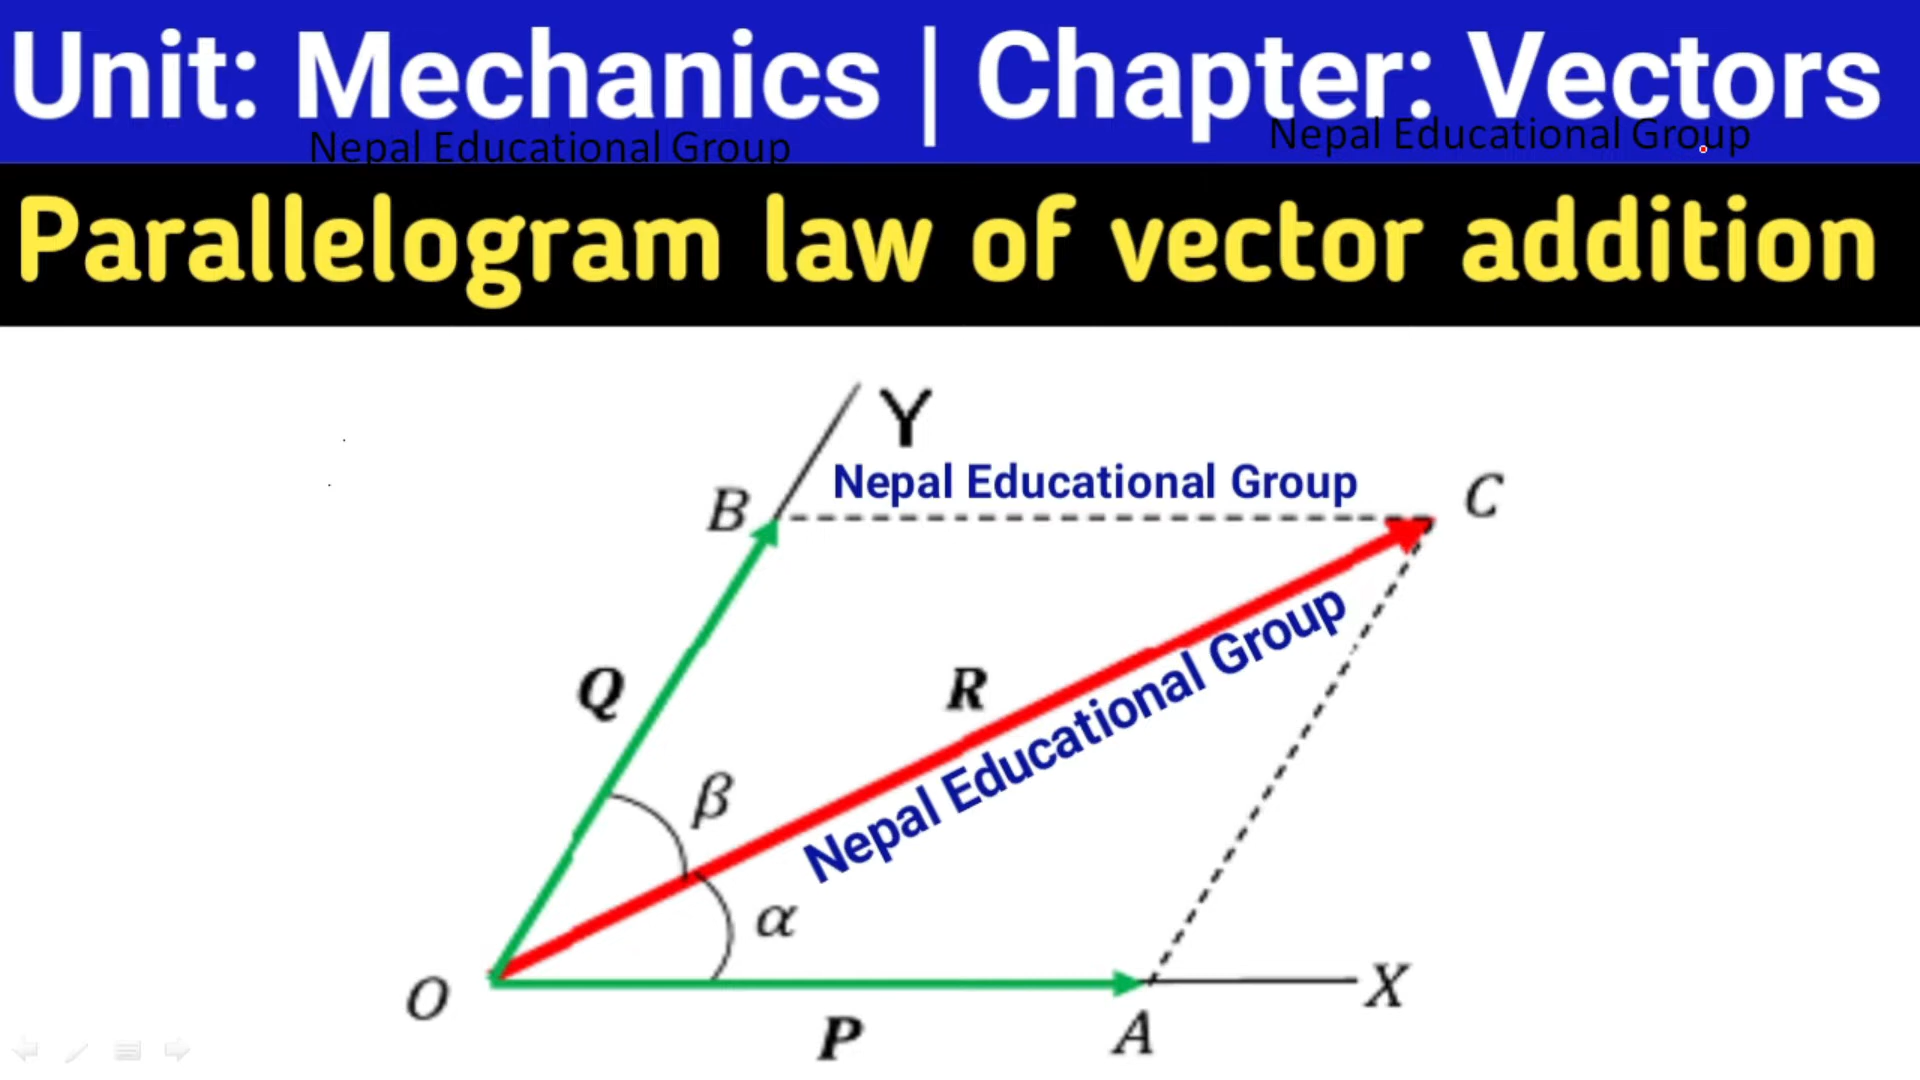 Unit: Mechanics | Chapter: Vectors
Nepal Educational Group
Nepal Educational Group
Parallelogram law of vector addition
Y
Nepal Educational Group
B
C
Q
R
Nepal Educational Group
β
α
O
X
P
A